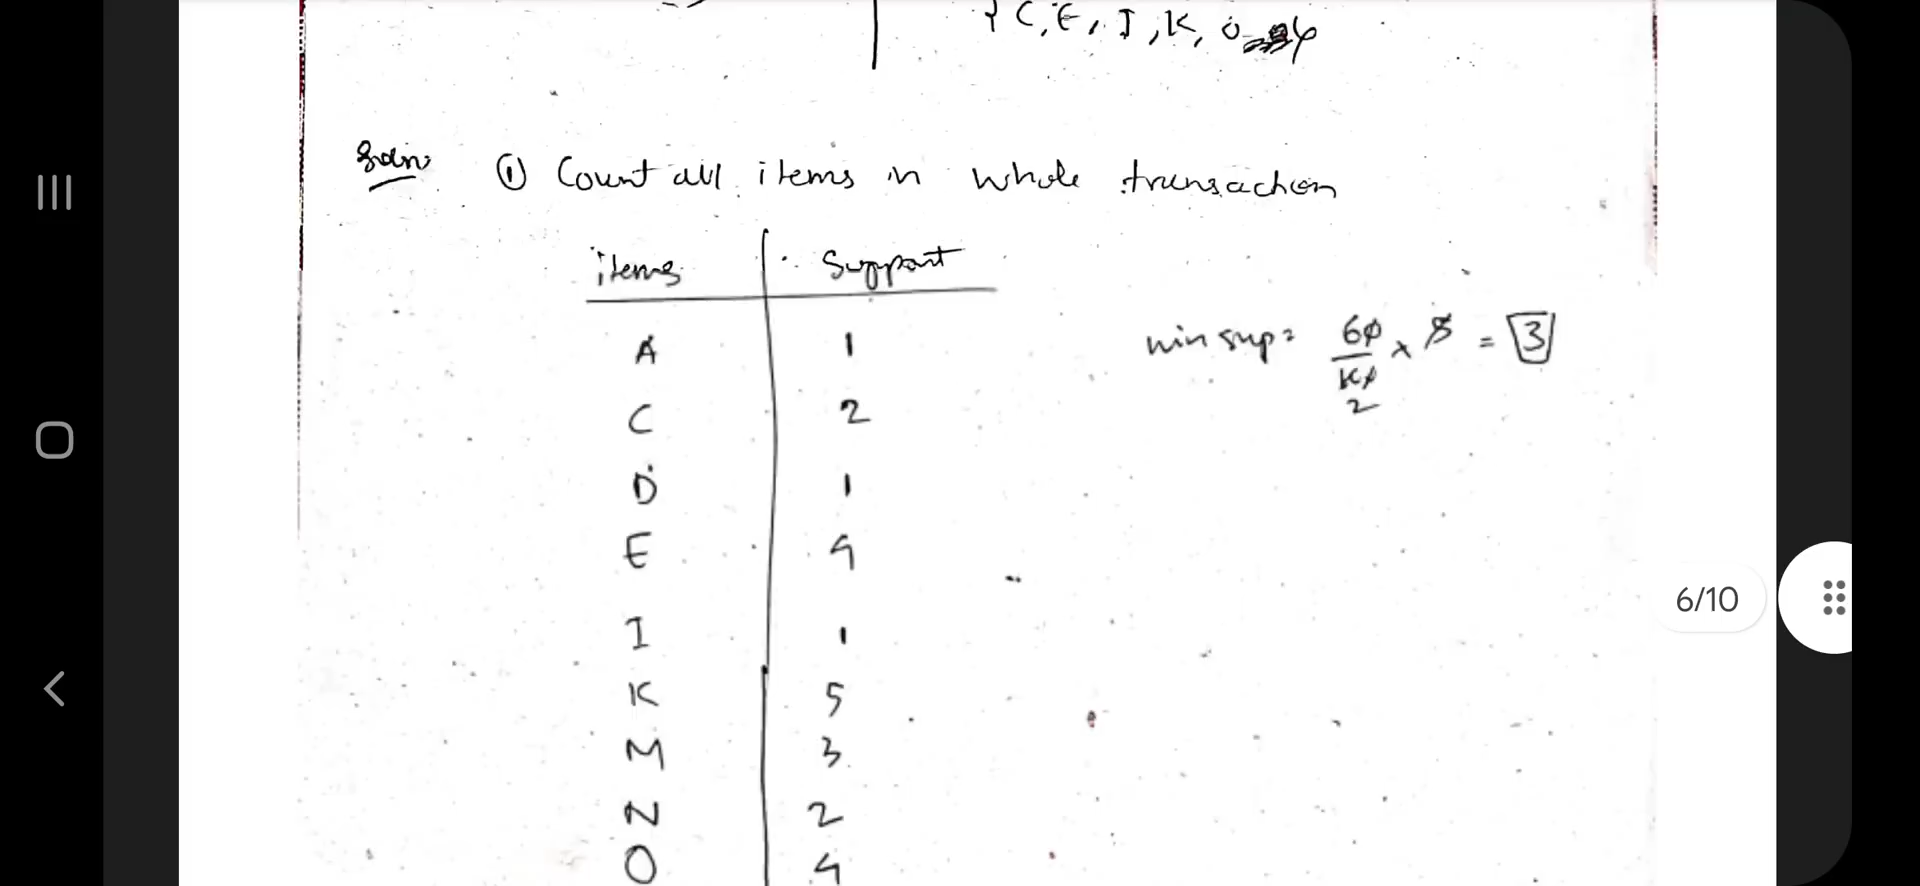 { C, E, I, K, O }
Soln: ① Count all items in whole transaction
items | Support
A 1
C 2
D 1
E 4
I 1
K 5
M 3
N 2
O 4
min sup = 60/100 × 5 = 3
2
6/10